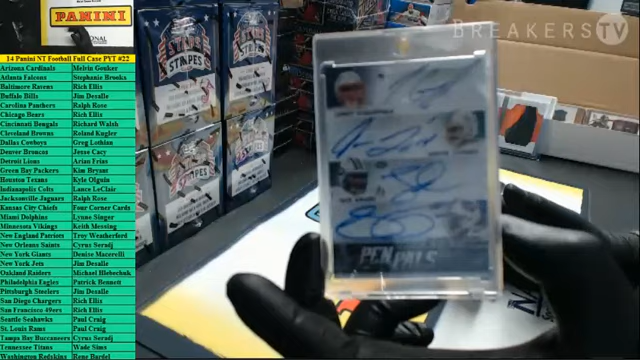 BREAKERSTV
PANINI
14 Panini NT Football Full Case PYT #22
Arizona Cardinals Melvin Gouker
Atlanta Falcons Stephanie Brooks
Baltimore Ravens Rich Ellis
Buffalo Bills Jim Desalle
Carolina Panthers Ralph Rose
Chicago Bears Rich Ellis
Cincinnati Bengals Richard Walsh
Cleveland Browns Roland Kugler
Dallas Cowboys Greg Lothian
Denver Broncos Jesse Cacy
Detroit Lions Arian Frias
Green Bay Packers Kim Bryant
Houston Texans Kyle Olguin
Indianapolis Colts Lance LeClair
Jacksonville Jaguars Ralph Rose
Kansas City Chiefs Four Corner Cards
Miami Dolphins Lynne Singer
Minnesota Vikings Keith Messing
New England Patriots Troy Weatherford
New Orleans Saints Cyrus Seradj
New York Giants Denise Marcelli
New York Jets Jim Desalle
Oakland Raiders Michael Hlebechuk
Philadelphia Eagles Patrick Bennett
Pittsburgh Steelers Jim Desalle
San Diego Chargers Rich Ellis
San Francisco 49ers Rich Ellis
Seattle Seahawks Paul Craig
St. Louis Rams Paul Craig
Tampa Bay Buccaneers Cyrus Seradj
Tennessee Titans Wade Sims
Washington Redskins Rene Bardel
STARS
STRIPES
STRIPES
PEN PALS